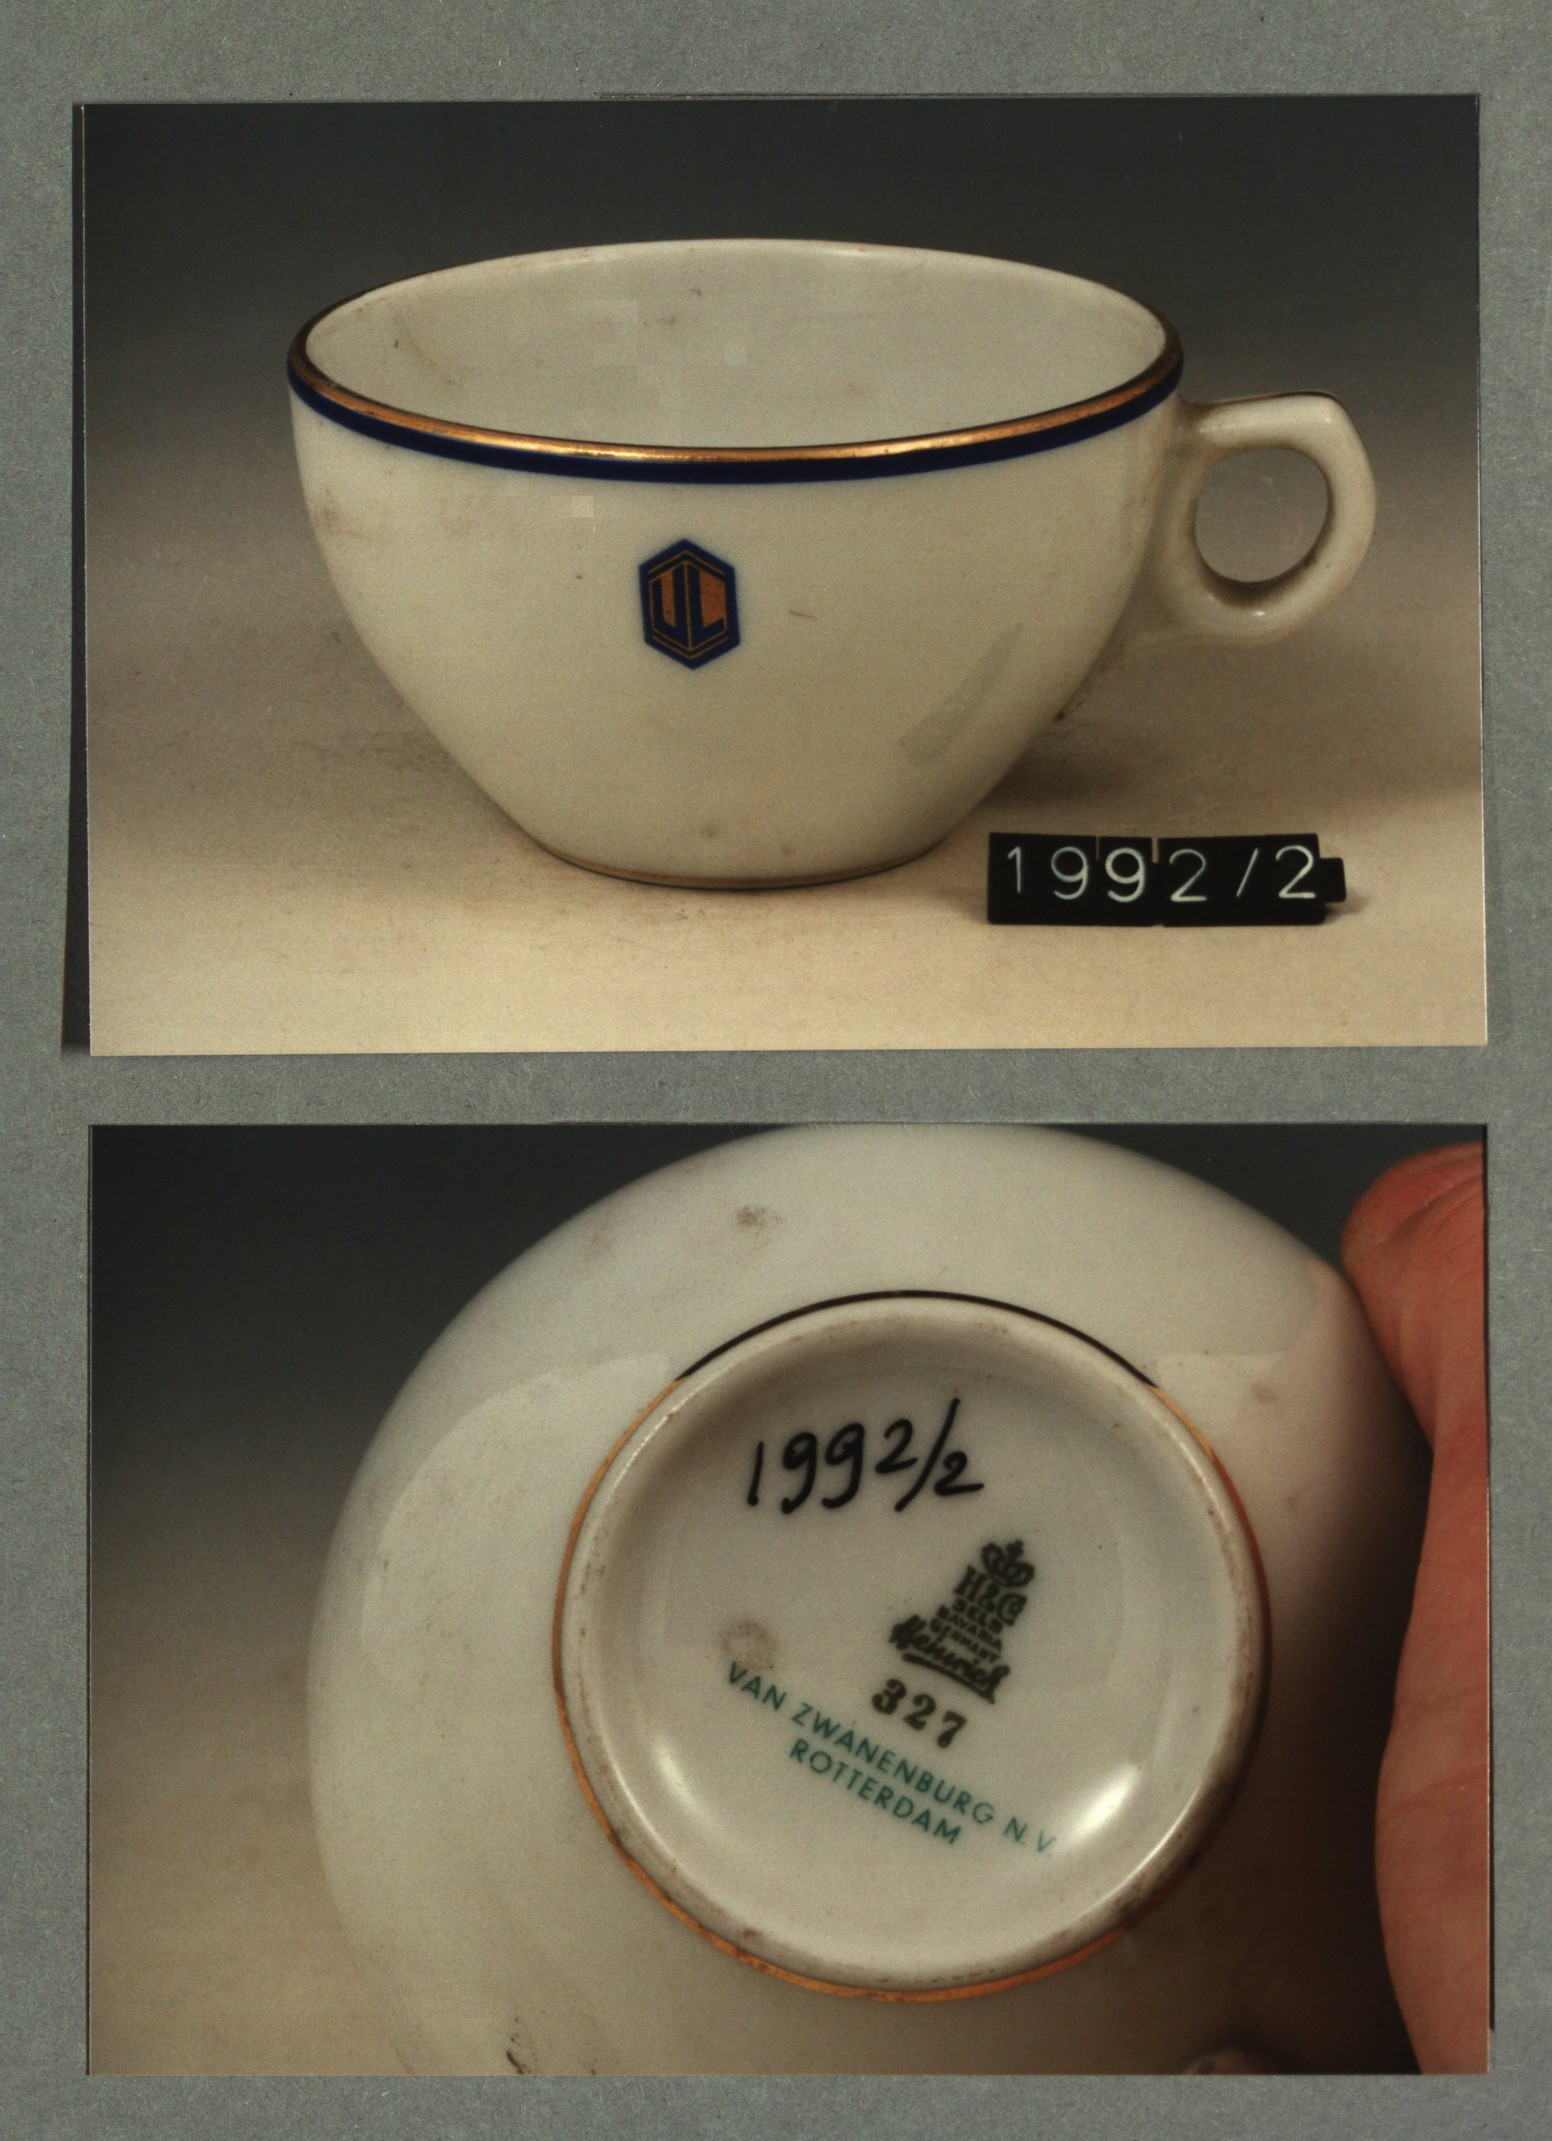 UL
1992/2
1992/2
H&C
SELB
BAVARIA
GERMANY
Heinrich
327
VAN ZWANENBURG N.V.
ROTTERDAM